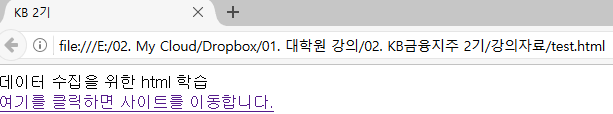 KB 2기
file:///E:/02. My Cloud/Dropbox/01. 대학원 강의/02. KB금융지주 2기/강의자료/test.html
데이터 수집을 위한 html 학습
여기를 클릭하면 사이트를 이동합니다.